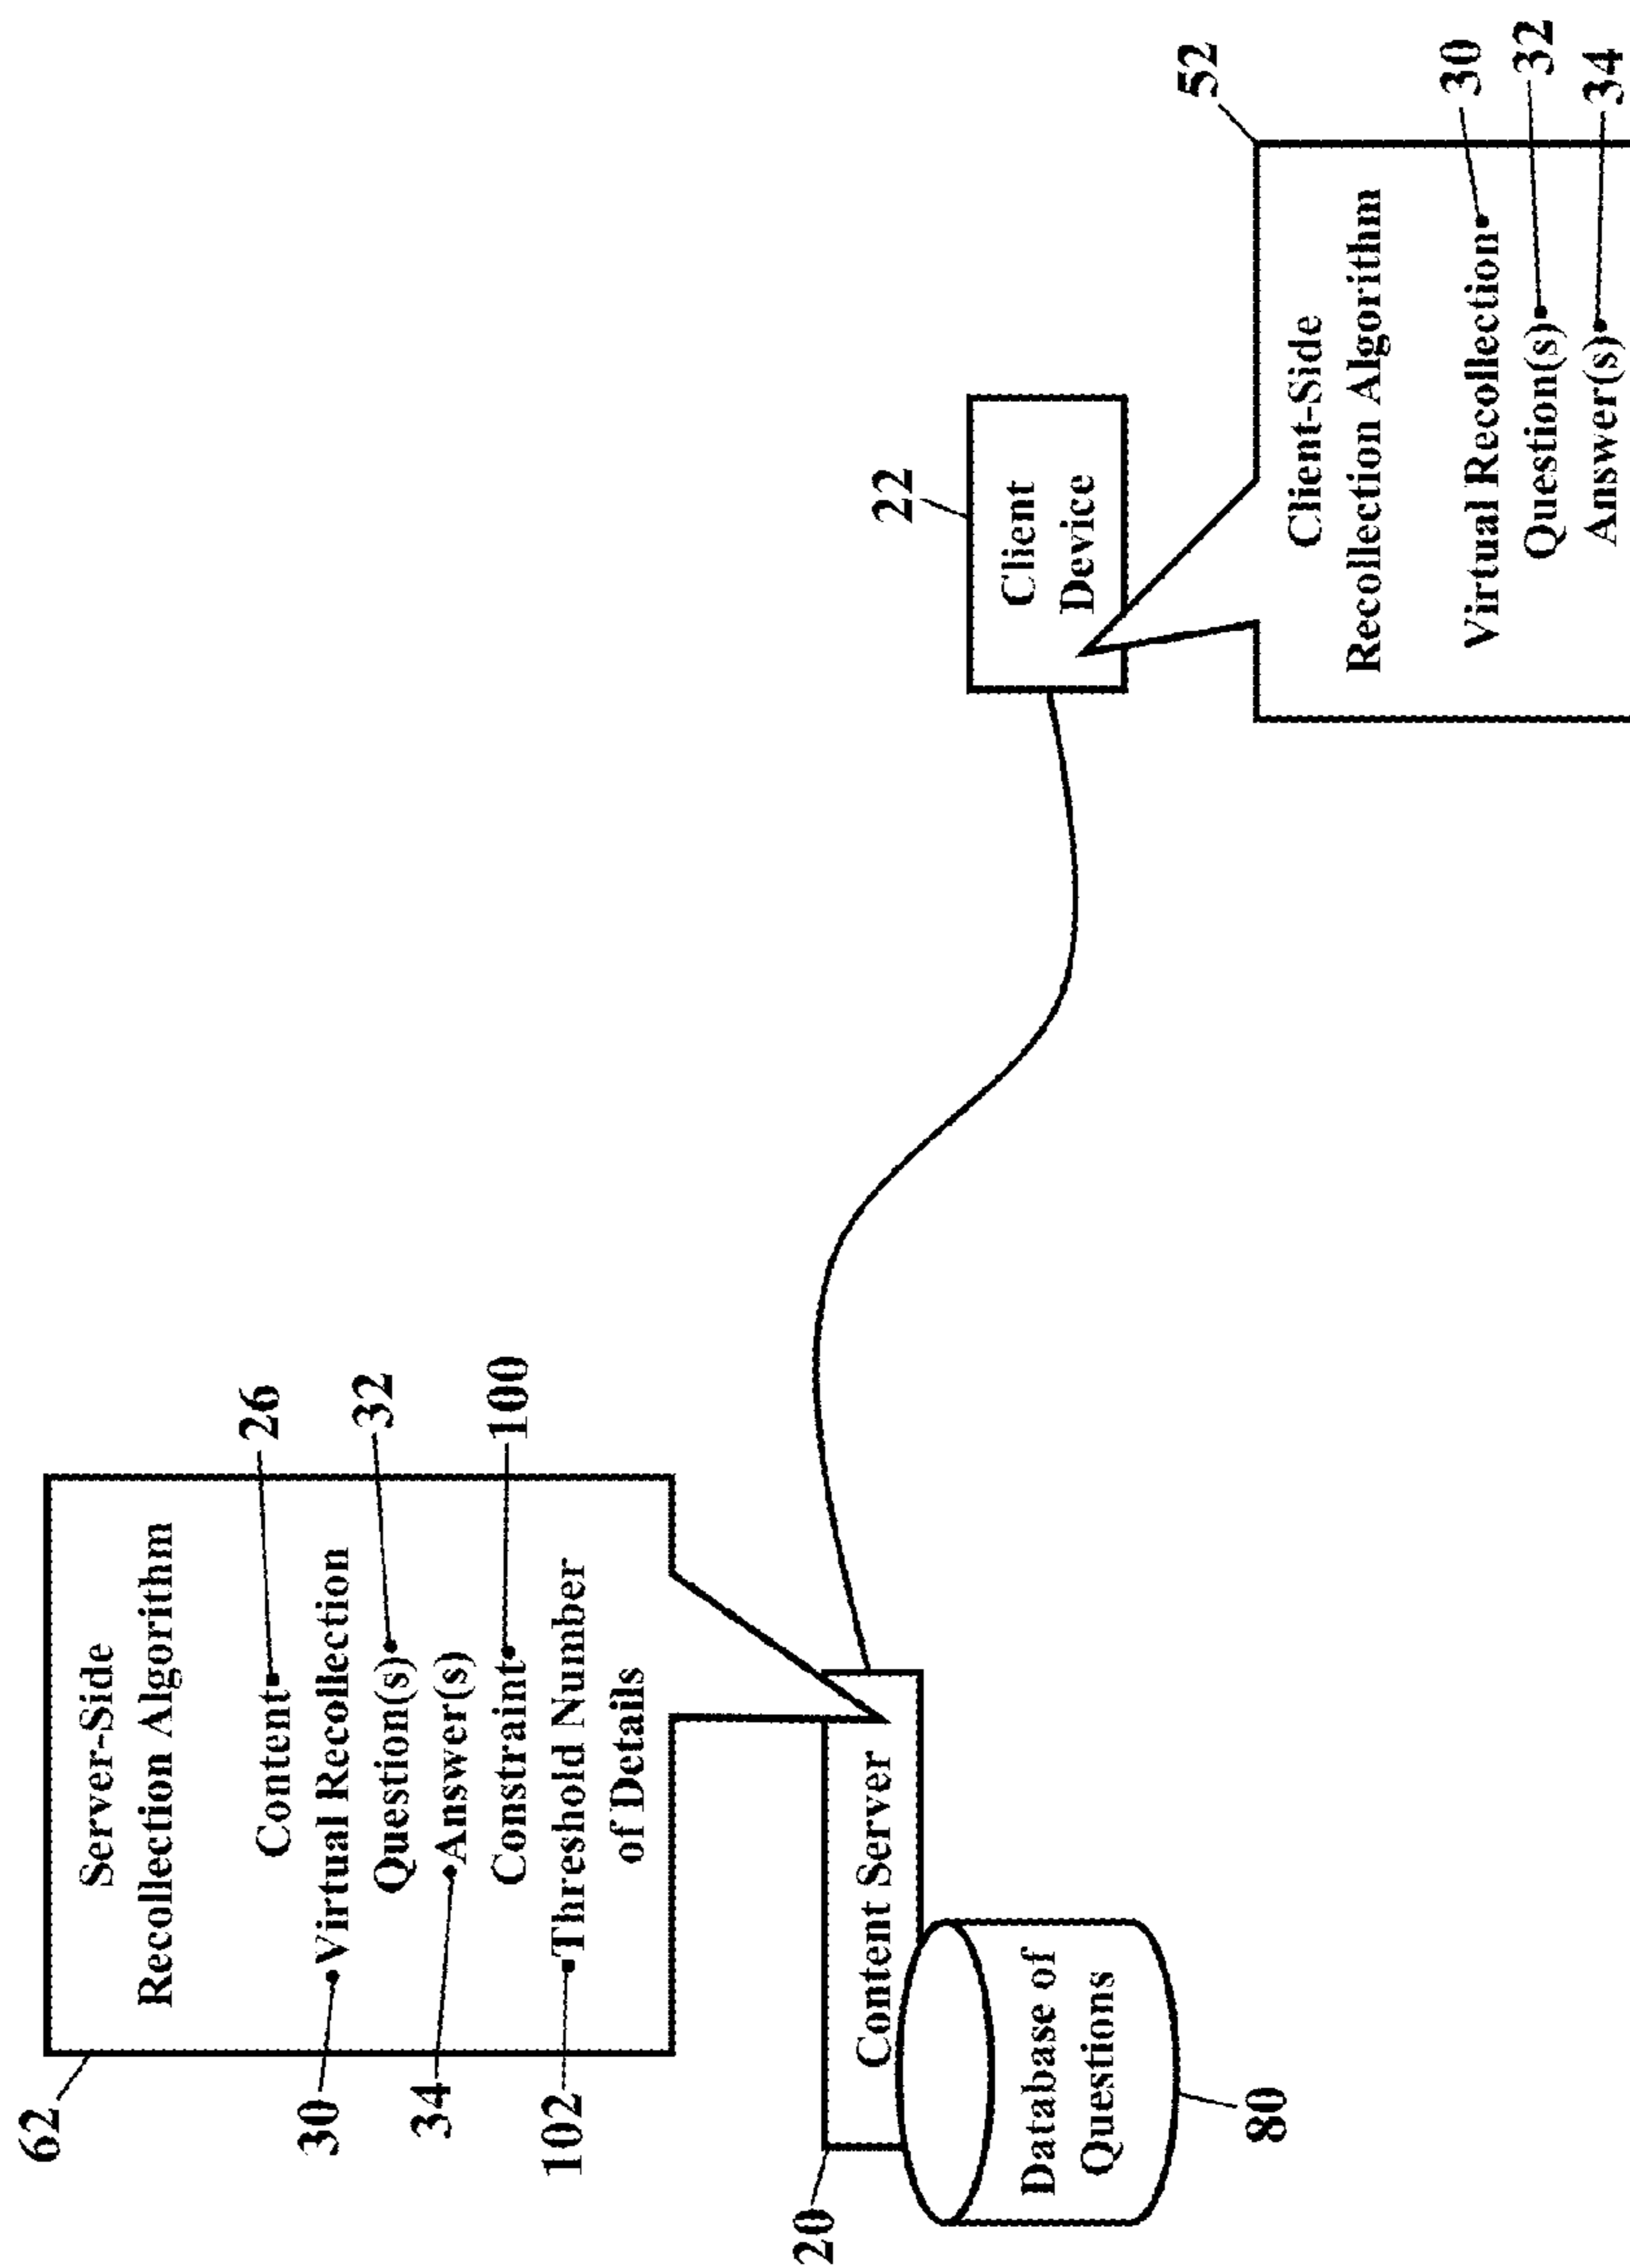 62
Server-Side
Recollection Algorithm
Content
26
30
Virtual Recollection
Question(s)
32
34
Answer(s)
Constraint
100
102
Threshold Number
of Details
20
Content Server
Database of
Questions
80
22
Client
Device
52
Client-Side
Recollection Algorithm
Virtual Recollection
30
Question(s)
32
Answer(s)
34